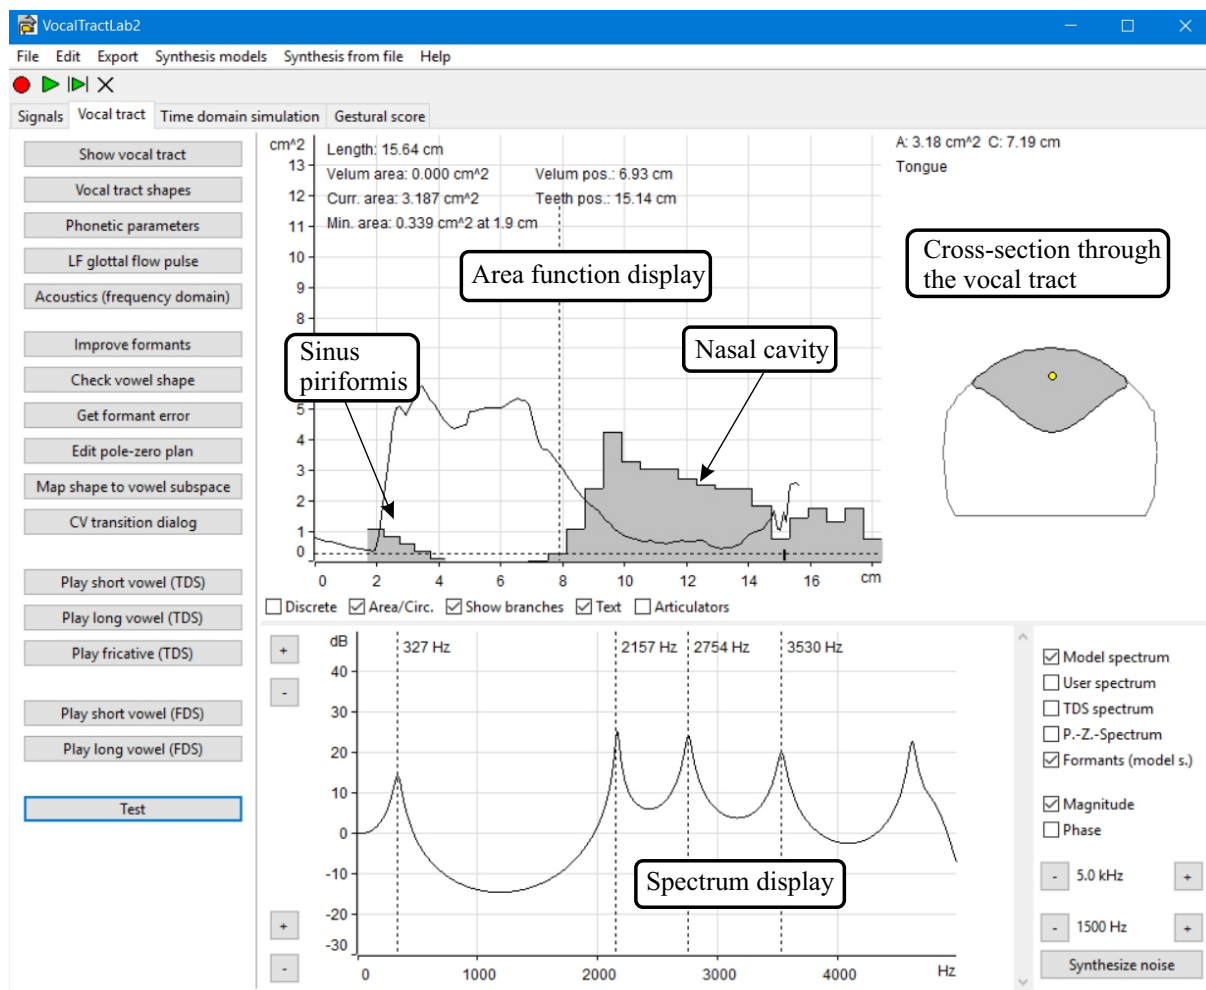 VocalTractLab2
File Edit Export Synthesis models Synthesis from file Help
Signals Vocal tract Time domain simulation Gestural score
Show vocal tract
Vocal tract shapes
Phonetic parameters
LF glottal flow pulse
Acoustics (frequency domain)
Improve formants
Check vowel shape
Get formant error
Edit pole-zero plan
Map shape to vowel subspace
CV transition dialog
Play short vowel (TDS)
Play long vowel (TDS)
Play fricative (TDS)
Play short vowel (FDS)
Play long vowel (FDS)
Test
cm^2
Length: 15.64 cm
Velum area: 0.000 cm^2 Velum pos.: 6.93 cm
Curr. area: 3.187 cm^2 Teeth pos.: 15.14 cm
Min. area: 0.339 cm^2 at 1.9 cm
13
12
11
10
9
8
5
4
3
2
1
0
Area function display
Sinus
piriformis
Nasal cavity
0 2 4 6 8 10 12 14 16 cm
A: 3.18 cm^2 C: 7.19 cm
Tongue
Cross-section through
the vocal tract
Discrete Area/Circ. Show branches Text Articulators
+
-
+
-
dB
40
30
20
10
0
-10
-20
-30
327 Hz 2157 Hz 2754 Hz 3530 Hz
Spectrum display
0 1000 2000 3000 4000 Hz
Model spectrum
User spectrum
TDS spectrum
P.-Z.-Spectrum
Formants (model s.)
Magnitude
Phase
- 5.0 kHz +
- 1500 Hz +
Synthesize noise